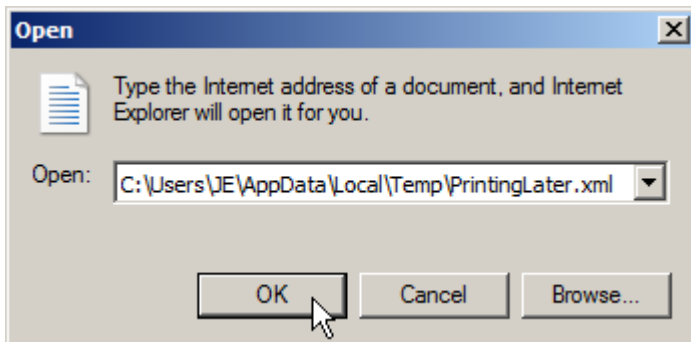 Open
Type the Internet address of a document, and Internet
Explorer will open it for you.
Open: C:\Users\JE\AppData\Local\Temp\PrintingLater.xml
OK Cancel Browse...